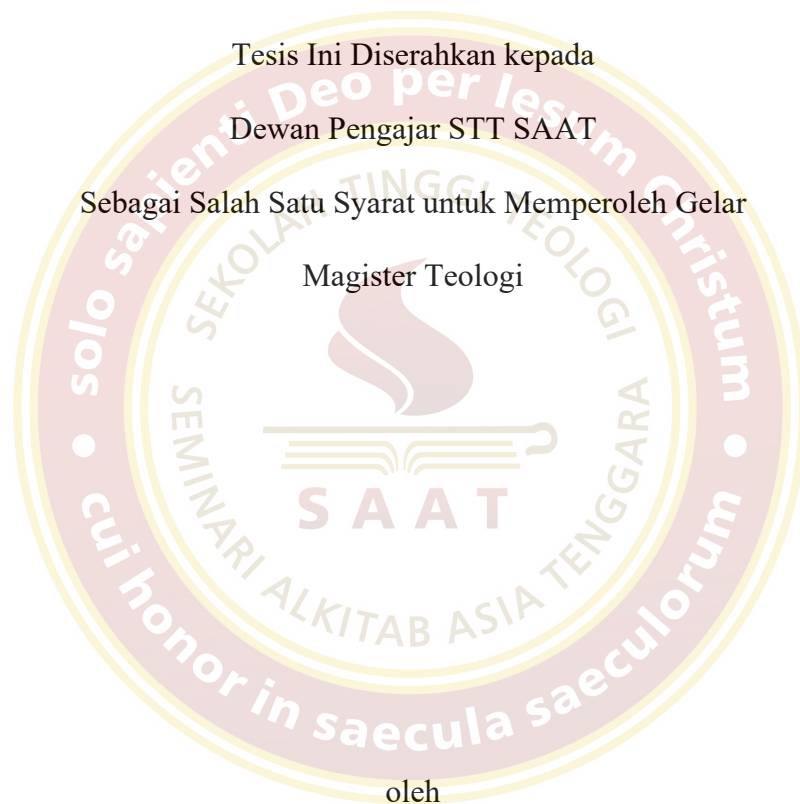 Tesis Ini Diserahkan kepada
Dewan Pengajar STT SAAT
Sebagai Salah Satu Syarat untuk Memperoleh Gelar
Magister Teologi
solo sapienti Deo per Iesum Christum
SEKOLAH TINGGI TEOLOGI
SAAT
SEMINARI ALKITAB ASIA TENGGARA
cui honor in saecula saeculorum
oleh